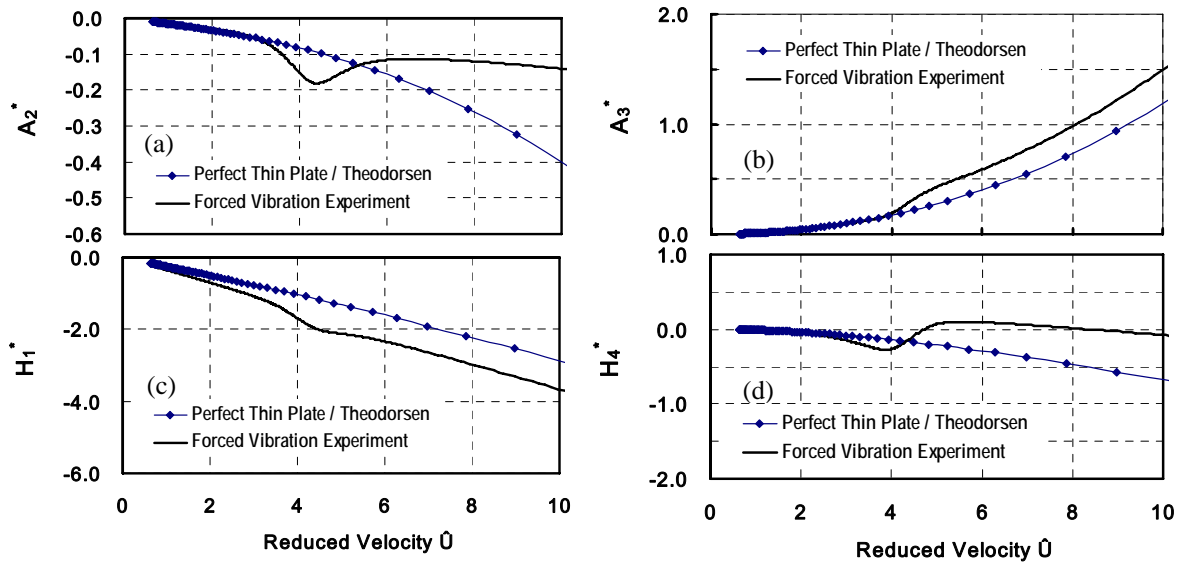 0.0
-0.1
-0.2
-0.3
-0.4
-0.5
-0.6
A2*
(a)
Perfect Thin Plate / Theodorsen
Forced Vibration Experiment
2.0
1.0
0.0
A3*
Perfect Thin Plate / Theodorsen
Forced Vibration Experiment
(b)
0.0
-2.0
-4.0
-6.0
H1*
(c)
Perfect Thin Plate / Theodorsen
Forced Vibration Experiment
0 2 4 6 8 10
Reduced Velocity Û
1.0
0.0
-1.0
-2.0
H4*
(d)
Perfect Thin Plate / Theodorsen
Forced Vibration Experiment
0 2 4 6 8 10
Reduced Velocity Û